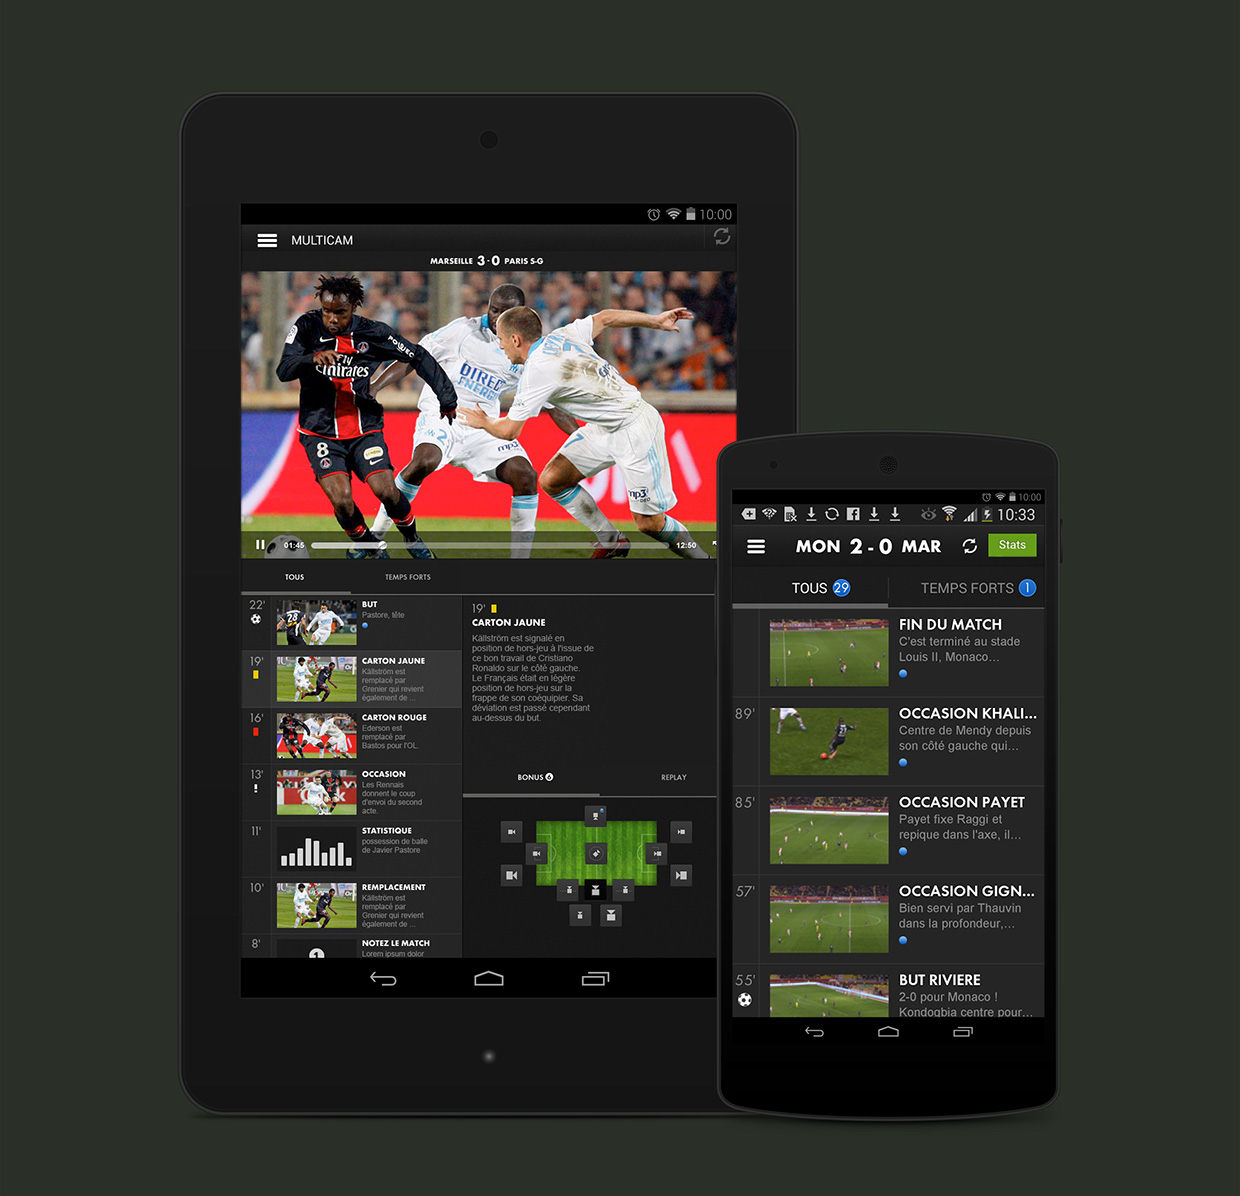 10:00
MULTICAM
MARSEILLE 3 - 0 PARIS S-G
Fly
Emirates
8
DIRECT
ENERGIE
2
mp3
7
mp3
01:45
12:50
TOUS
TEMPS FORTS
22'
28
BUT
Pastore, tête
19'
CARTON JAUNE
Källström est
remplacé par
Grenier qui revient
également de ...
16'
CARTON ROUGE
Ederson est
remplacé par
Bastos pour l'OL.
13'
OCCASION
Les Rennais
donnent le coup
d'envoi du second
acte.
11'
STATISTIQUE
possession de balle
de Javier Pastore
10'
REMPLACEMENT
Källström est
remplacé par
Grenier qui revient
également de ...
8'
NOTEZ LE MATCH
Lorem ipsum dolor
19'
CARTON JAUNE
Källström est signalé en
position de hors-jeu à l'issue de
ce bon travail de Cristiano
Ronaldo sur le côté gauche.
Le Français était en légère
position de hors-jeu sur la
frappe de son coéquipier. Sa
déviation est passé cependant
au-dessus du but.
BONUS 6
REPLAY
10:00
10:33
MON 2 - 0 MAR
Stats
TOUS 29
TEMPS FORTS 1
FIN DU MATCH
C'est terminé au stade
Louis II, Monaco...
89'
OCCASION KHALI...
Centre de Mendy depuis
son côté gauche qui...
85'
OCCASION PAYET
Payet fixe Raggi et
repique dans l'axe, il...
57'
OCCASION GIGN...
Bien servi par Thauvin
dans la profondeur,...
55'
BUT RIVIERE
2-0 pour Monaco !
Kondogbia centre pour...